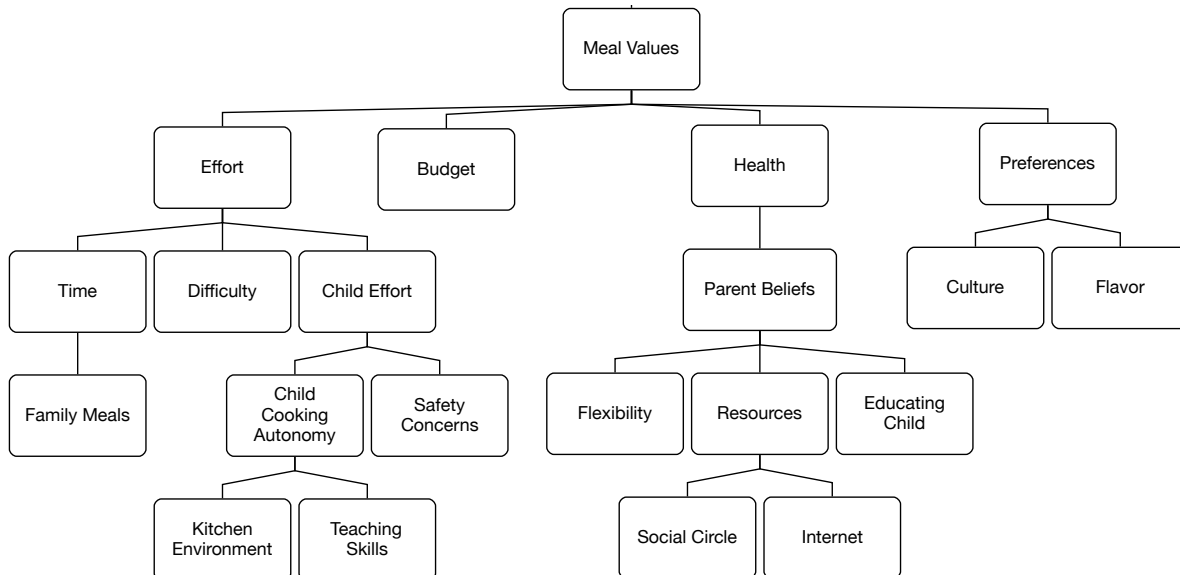 Meal Values
Effort
Budget
Health
Preferences
Time
Difficulty
Child Effort
Parent Beliefs
Culture
Flavor
Family Meals
Child
Cooking
Autonomy
Safety
Concerns
Flexibility
Resources
Educating
Child
Kitchen
Environment
Teaching
Skills
Social Circle
Internet